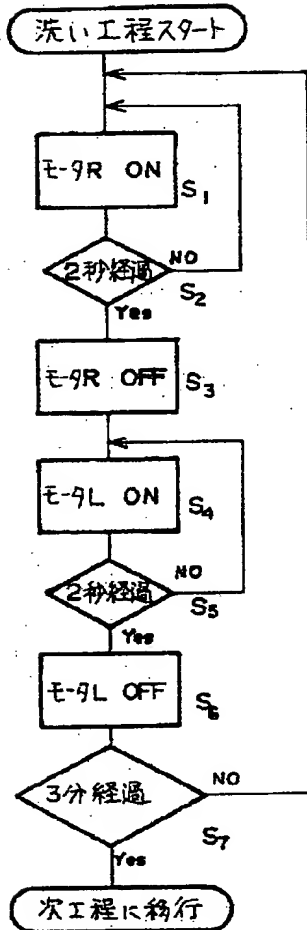 洗い工程スタート
モータR ON
S1
2秒経過
NO
S2
Yes
モータR OFF
S3
モータL ON
S4
2秒経過
NO
S5
Yes
モータL OFF
S6
3分経過
NO
S7
Yes
次工程に移行